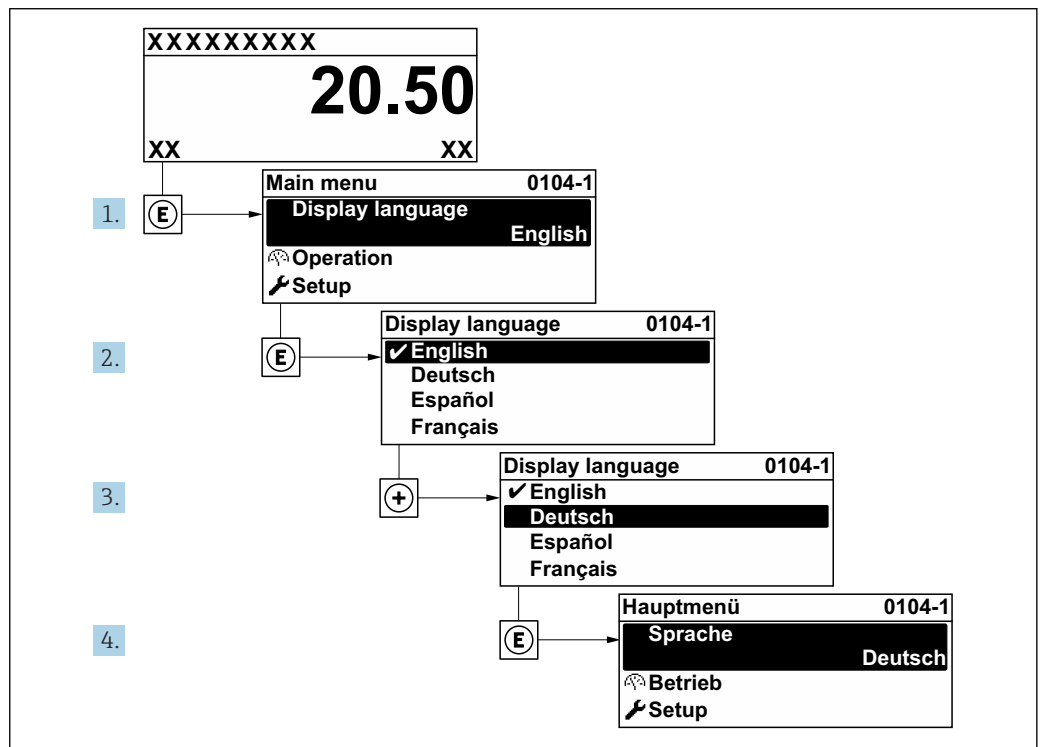 XXXXXXXXX
20.50
XX XX
1. E
Main menu 0104-1
Display language
English
Operation
Setup
2. E
Display language 0104-1
✔English
Deutsch
Español
Français
3. +
Display language 0104-1
✔English
Deutsch
Español
Français
4. E
Hauptmenü 0104-1
Sprache
Deutsch
Betrieb
Setup